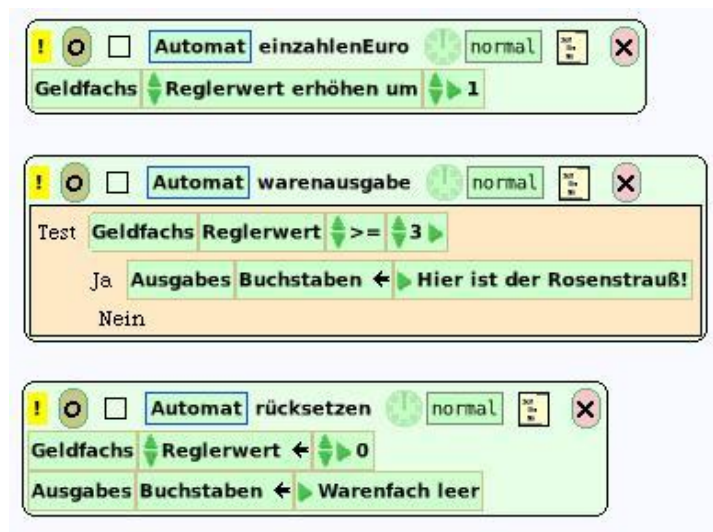 ! Automat einzahlenEuro normal
Geldfachs Reglerwert erhöhen um 1
! Automat warenausgabe normal
Test Geldfachs Reglerwert >= 3
Ja Ausgabes Buchstaben ← Hier ist der Rosenstrauß!
Nein
! Automat rücksetzen normal
Geldfachs Reglerwert ← 0
Ausgabes Buchstaben ← Warenfach leer